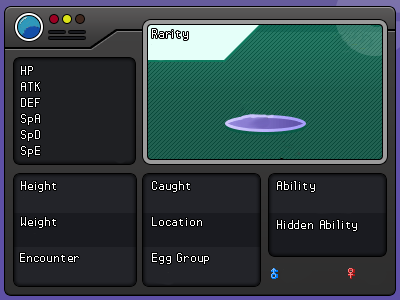 Rarity
HP
ATK
DEF
SpA
SpD
SpE
Height
Weight
Encounter
Caught
Location
Egg Group
Ability
Hidden Ability